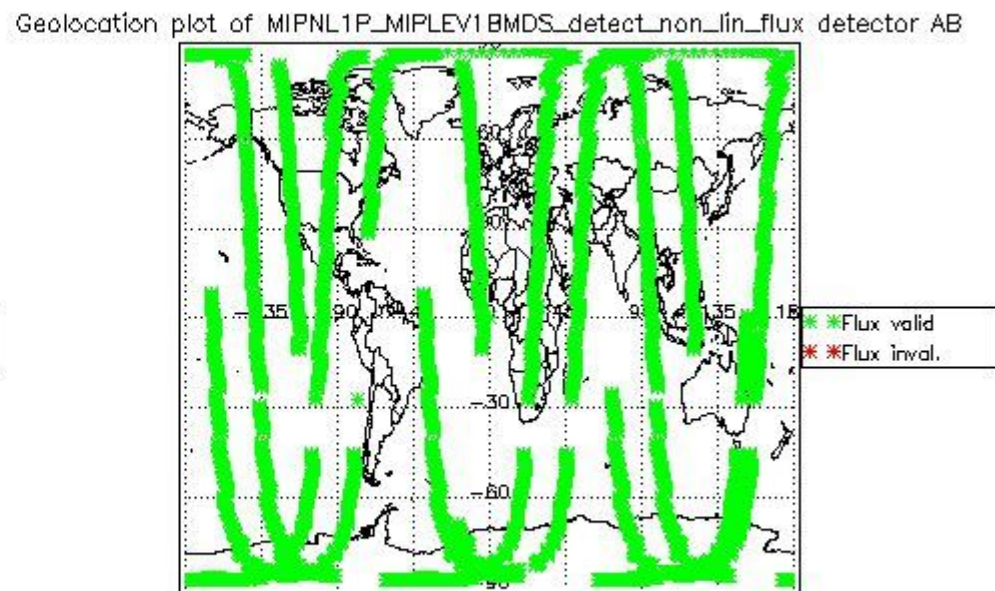 Geolocation plot of MIPNL1P_MIPLEV1BMDS_detect_non_lin_flux detector AB
-30
-60
Flux valid
Flux inval.